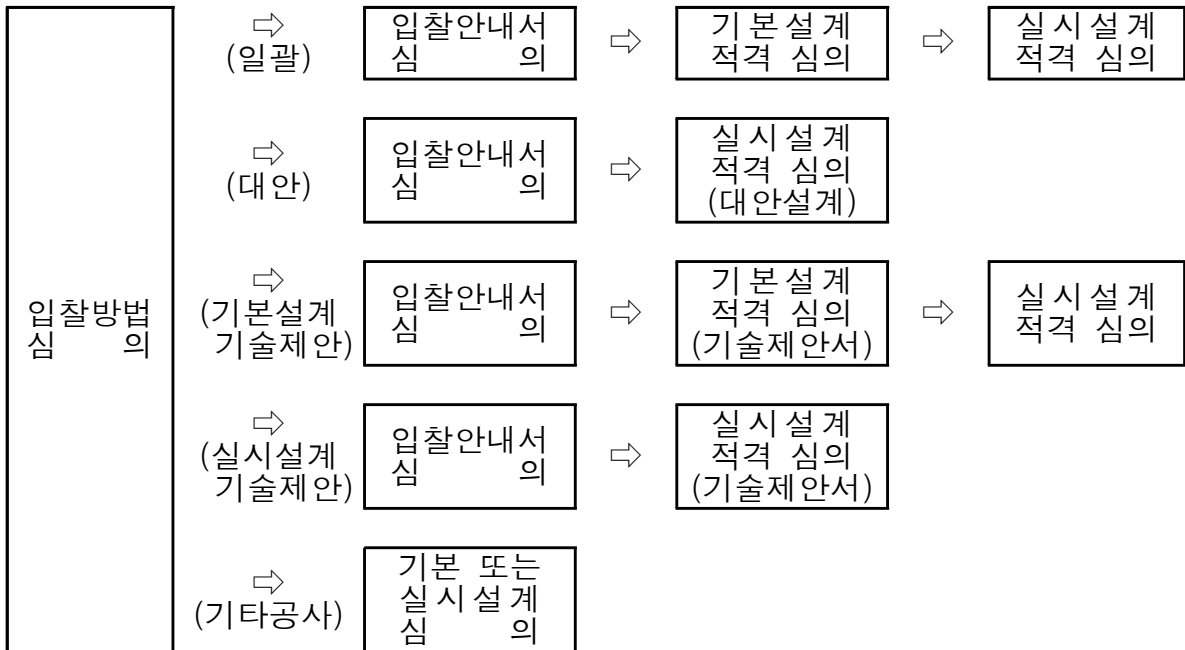 입찰방법
심 의
⇨
(일괄)
입찰안내서
심 의
⇨
기본설계
적격 심의
⇨
실시설계
적격 심의
⇨
(대안)
입찰안내서
심 의
⇨
실시설계
적격 심의
(대안설계)
⇨
(기본설계
기술제안)
입찰안내서
심 의
⇨
기본설계
적격 심의
(기술제안서)
⇨
실시설계
적격 심의
⇨
(실시설계
기술제안)
입찰안내서
심 의
⇨
실시설계
적격 심의
(기술제안서)
⇨
(기타공사)
기본 또는
실시설계
심 의